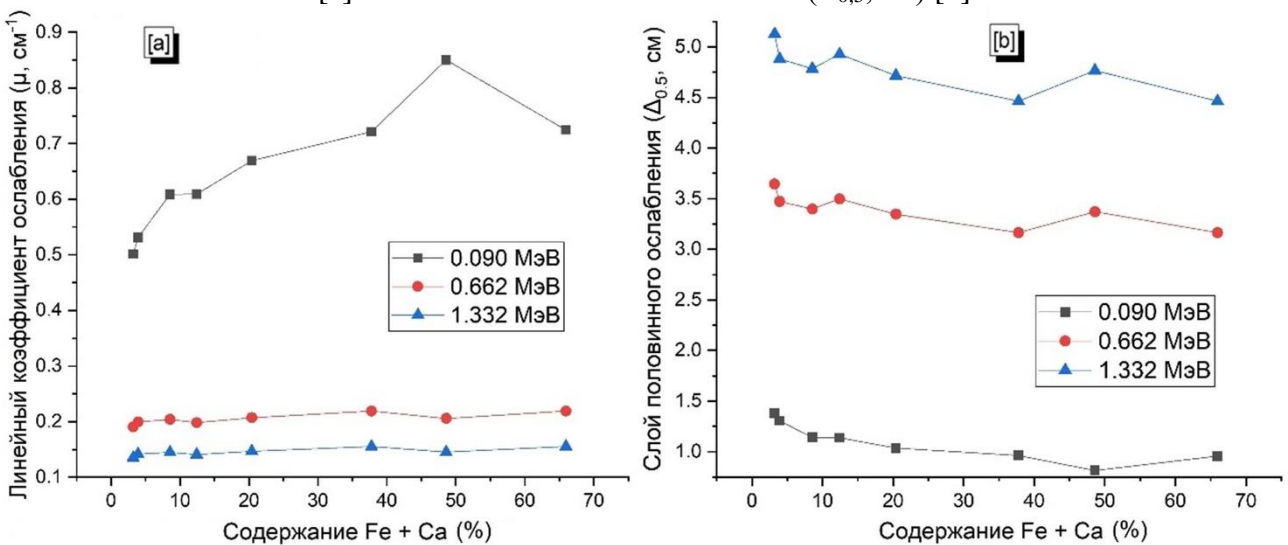 [a]
Линейный коэффициент ослабления (μ, см⁻¹)
0.9
0.8
0.7
0.6
0.5
0.4
0.3
0.2
0.1
0.090 МэВ
0.662 МэВ
1.332 МэВ
0 10 20 30 40 50 60 70
Содержание Fe + Ca (%)
[b]
Слой половиннного ослабления (Δ0.5, см)
5.0
4.5
4.0
3.5
3.0
2.5
2.0
1.5
1.0
0.090 МэВ
0.662 МэВ
1.332 МэВ
0 10 20 30 40 50 60 70
Содержание Fe + Ca (%)